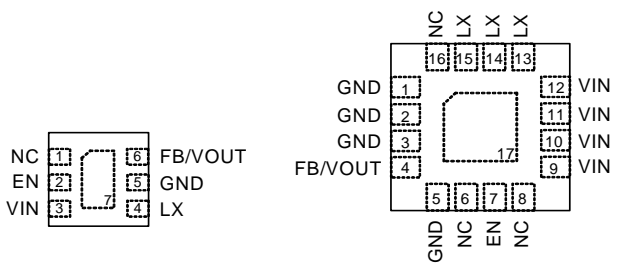 NC 1 6 FB/VOUT
EN 2 5 GND
VIN 3 7 4 LX
NC LX LX LX
16 15 14 13
GND 1 12 VIN
GND 2 11 VIN
GND 3 10 VIN
17
FB/VOUT 4 9 VIN
5 6 7 8
GND NC EN NC